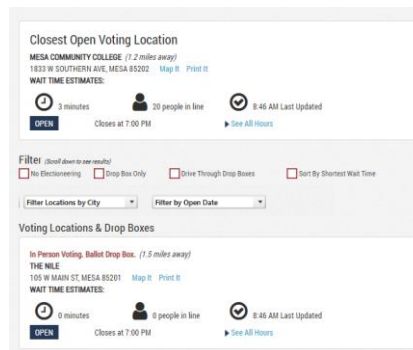 Closest Open Voting Location
MESA COMMUNITY COLLEGE (1.2 miles away)
1833 W SOUTHERN AVE, MESA 85202 Map It Print It
WAIT TIME ESTIMATES:
3 minutes 20 people in line 8:46 AM Last Updated
OPEN Closes at 7:00 PM See All Hours
Filter (Scroll down to see results)
No Electioneering Drop Box Only Drive Through Drop Boxes Sort By Shortest Wait Time
Filter Locations by City Filter by Open Date
Voting Locations & Drop Boxes
In Person Voting. Ballot Drop Box. (1.5 miles away)
THE NILE
105 W MAIN ST, MESA 85201 Map It Print It
WAIT TIME ESTIMATES:
0 minutes 0 people in line 8:46 AM Last Updated
OPEN Closes at 7:00 PM See All Hours